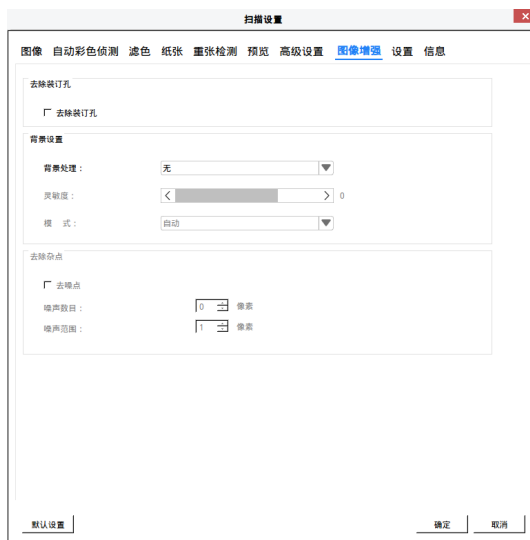 扫描设置
图像 自动彩色侦测 滤色 纸张 重张检测 预览 高级设置 图像增强 设置 信息
去除装订孔
去除装订孔
背景设置
背景处理： 无
灵敏度： 0
模 式： 自动
去除杂点
去噪点
噪声数目： 0 像素
噪声范围： 1 像素
默认设置 确定 取消